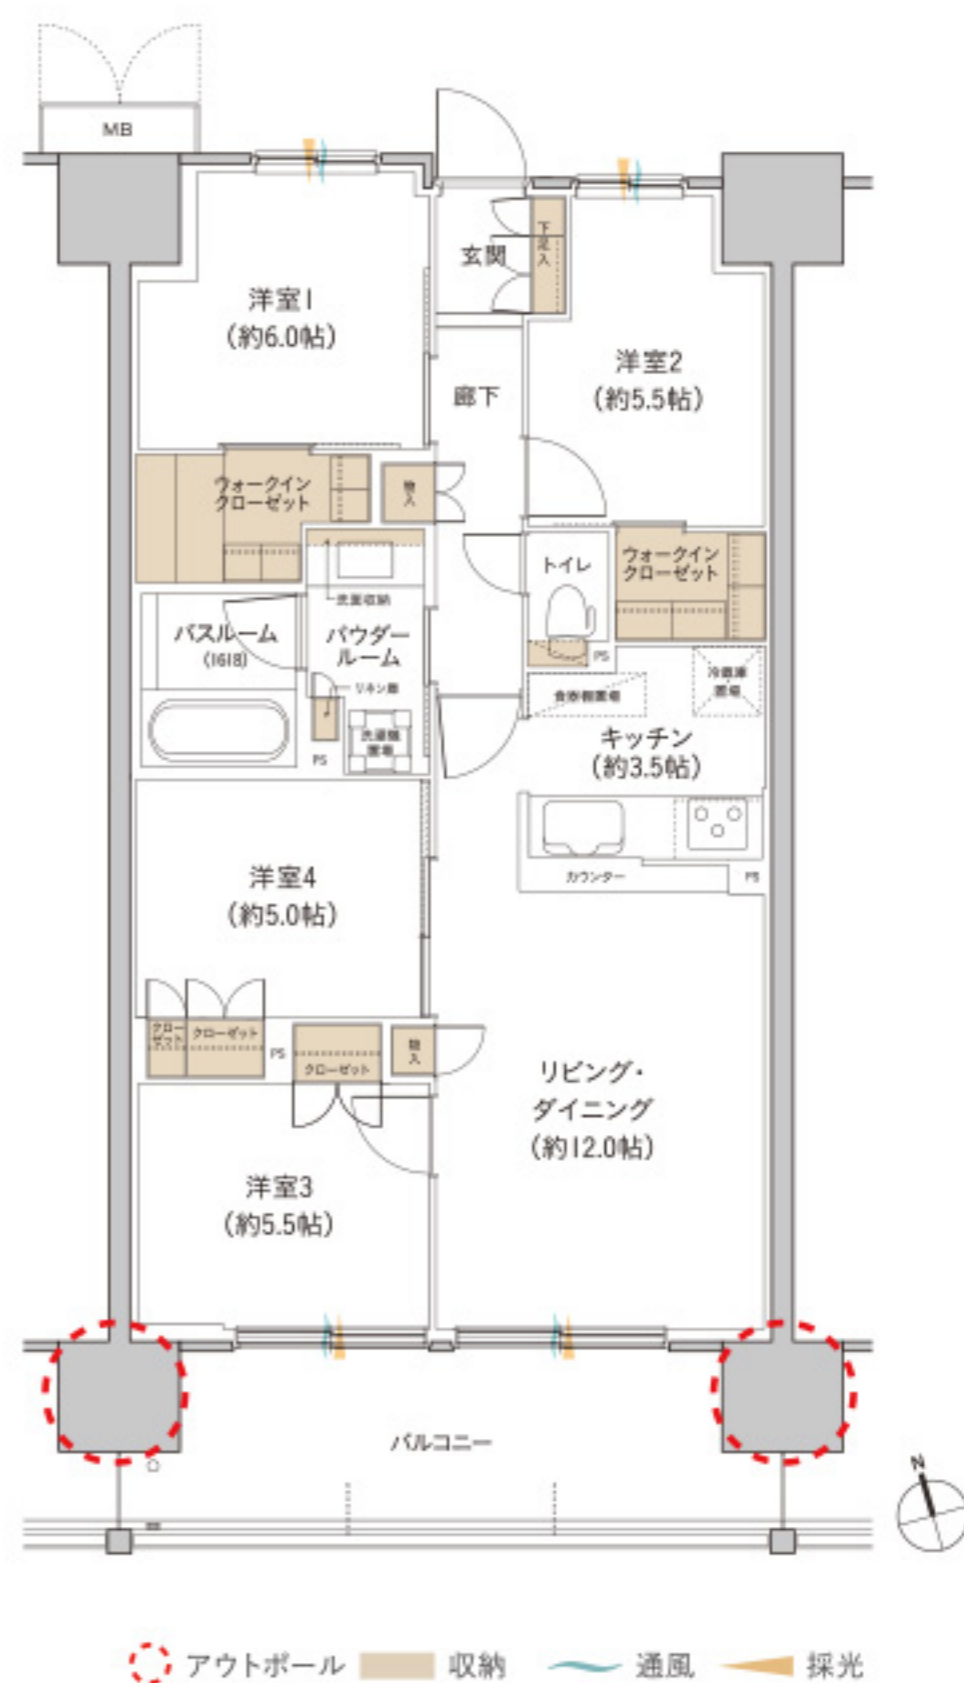 MB
玄関
下足入
洋室1
(約6.0帖)
洋室2
(約5.5帖)
廊下
ウォークイン
クローゼット
物入
トイレ
ウォークイン
クローゼット
洗面収納
バスルーム
(1618)
パウダー
ルーム
PS
リネン庫
食器棚置場
冷蔵庫
置場
洗濯機
置場
PS
キッチン
(約3.5帖)
カウンター
PS
洋室4
(約5.0帖)
クロー
ゼット
クローゼット
PS
クローゼット
物入
リビング・
ダイニング
(約12.0帖)
洋室3
(約5.5帖)
バルコニー
N
アウトポール 収納 通風 採光